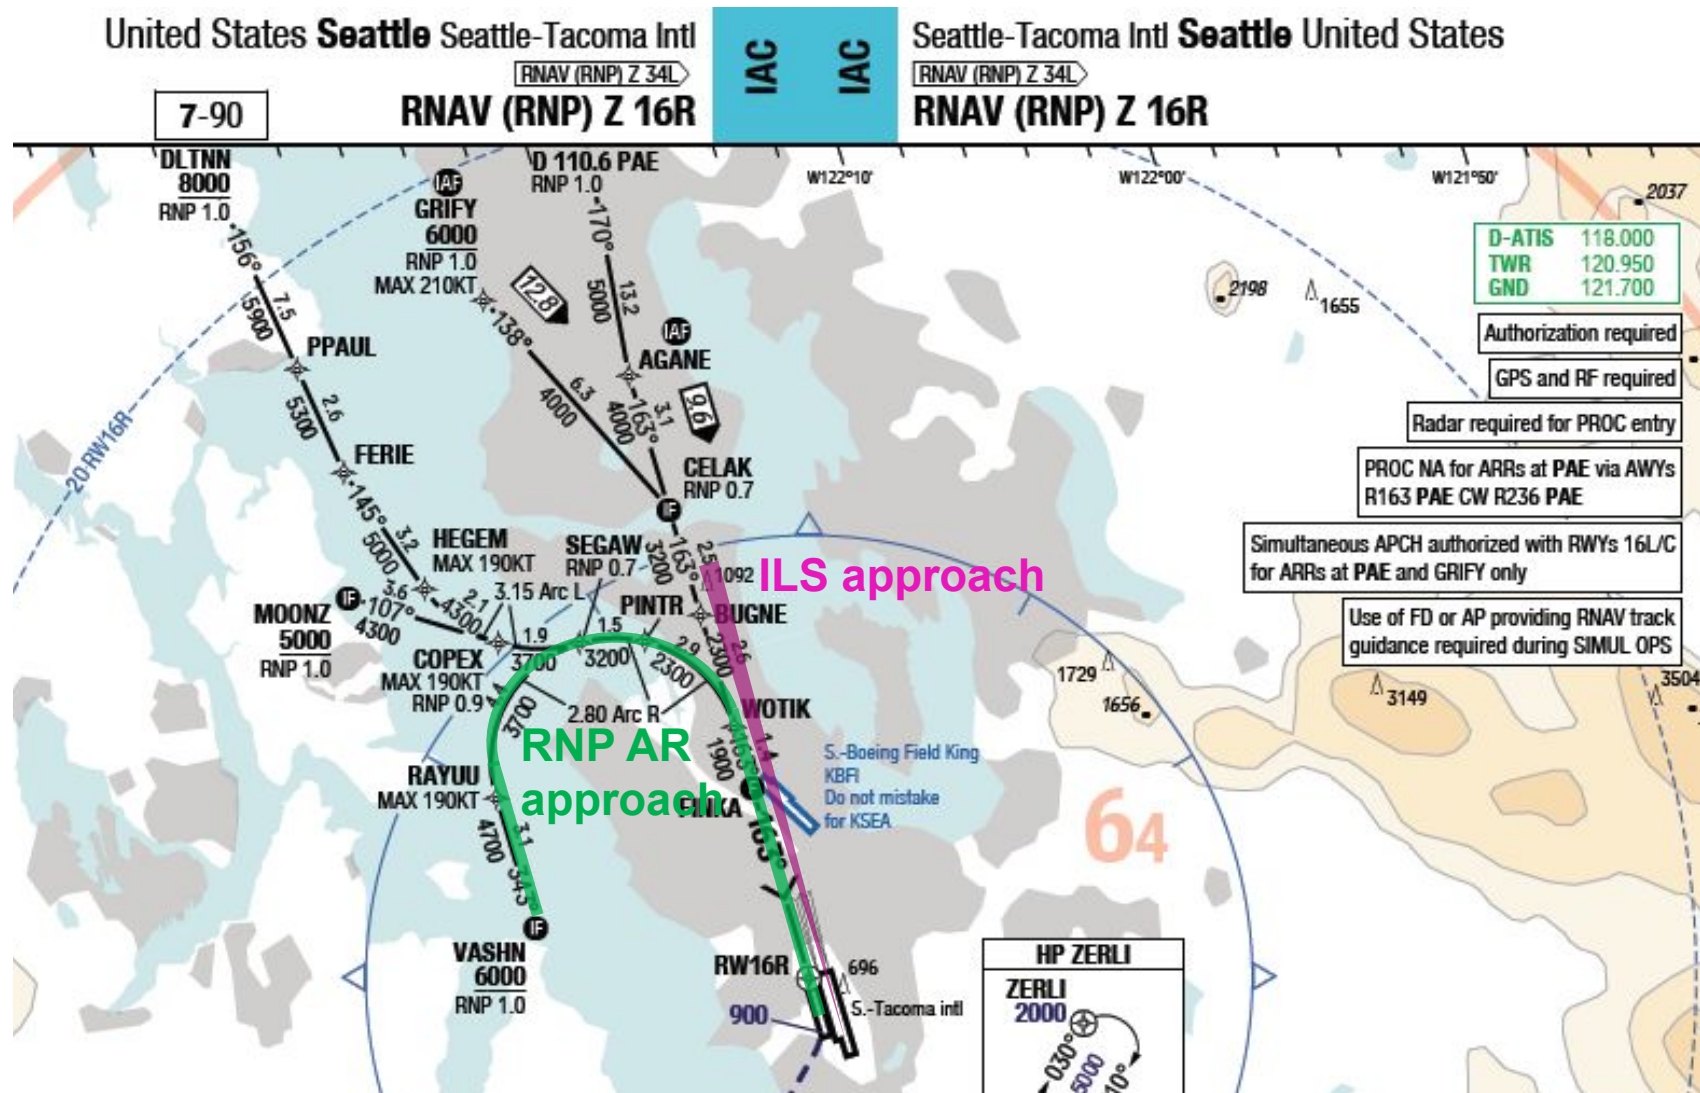 United States Seattle Seattle-Tacoma Intl
RNAV (RNP) Z 34L
7-90
RNAV (RNP) Z 16R
IAC
IAC
Seattle-Tacoma Intl Seattle United States
RNAV (RNP) Z 34L
RNAV (RNP) Z 16R
DLTNN
8000
RNP 1.0
156°
7.5
5900
PPAUL
2.6
5300
FERIE
145°
3.2
5000
20 RW16R
IAF
GRIFY
6000
RNP 1.0
MAX 210KT
138°
12.8
6.3
4000
D 110.6 PAE
RNP 1.0
170°
13.2
5000
IAF
AGANE
9.6
3.1
163°
4000
CELAK
RNP 0.7
IF
2.5
163°
3200
1092
HEGEM
MAX 190KT
2.1
4300
SEGAW
RNP 0.7
3.15 Arc L
PINTR
BUGNE
ILS approach
MOONZ
5000
RNP 1.0
IF
3.6
107°
4300
COPEX
MAX 190KT
RNP 0.9
1.9
3700
1.5
3200
2.9
2300
2.6
2300
4.4
3700
2.80 Arc R
WOTIK
1.4
163°
1900
RNP AR
approach
RAYUU
MAX 190KT
3.1
4700
343°
FINKA
163°
IF
VASHN
6000
RNP 1.0
S.-Boeing Field King
KBFI
Do not mistake
for KSEA
RW16R
696
900
S.-Tacoma intl
W122°10'
W122°00'
W121°50'
2037
2198
1655
D-ATIS 118.000
TWR 120.950
GND 121.700
Authorization required
GPS and RF required
Radar required for PROC entry
PROC NA for ARRs at PAE via AWYs
R163 PAE CW R236 PAE
Simultaneous APCH authorized with RWYs 16L/C
for ARRs at PAE and GRIFY only
Use of FD or AP providing RNAV track
guidance required during SIMUL OPS
1729
1656
3149
3504
64
HP ZERLI
ZERLI
2000
030°
5000
10°